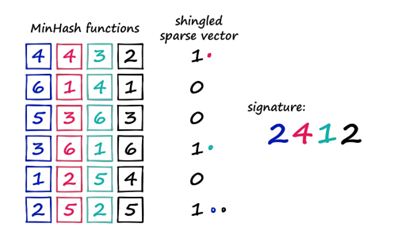 MinHash functions
shingled
sparse vector
4 4 3 2 1
6 1 4 1 0
5 3 6 3 0
3 6 1 6 1
1 2 5 4 0
2 5 2 5 1
signature:
2412